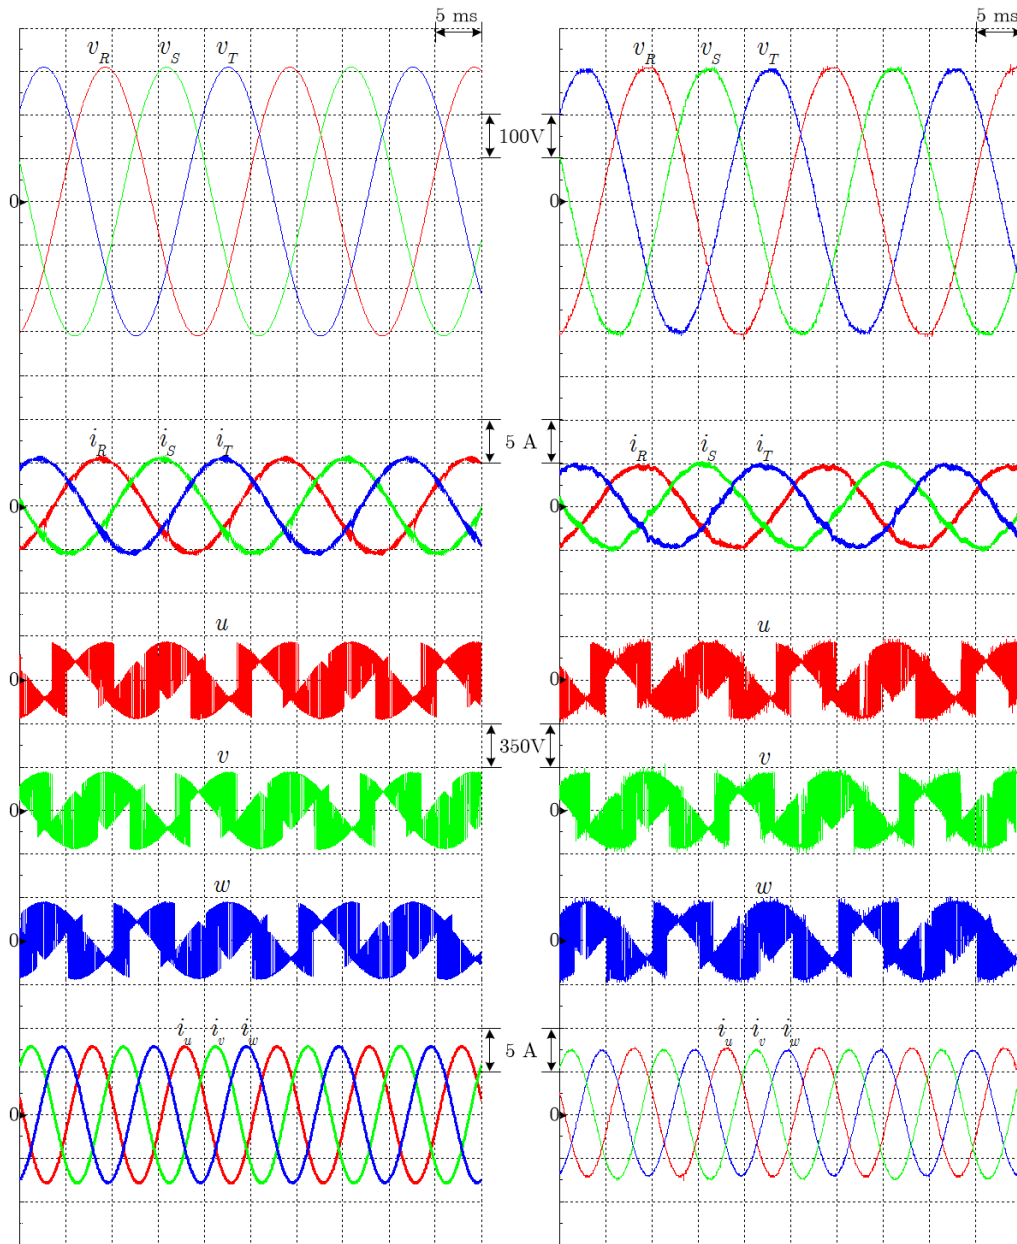 5 ms 5 ms
v_R v_S v_T v_R v_S v_T
100V
0 0
5 A
i_R i_S i_T i_R i_S i_T
0 0
u u
0 0
350V
v v
0 0
w w
0 0
i_u i_v i_w i_u i_v i_w
5 A
0 0